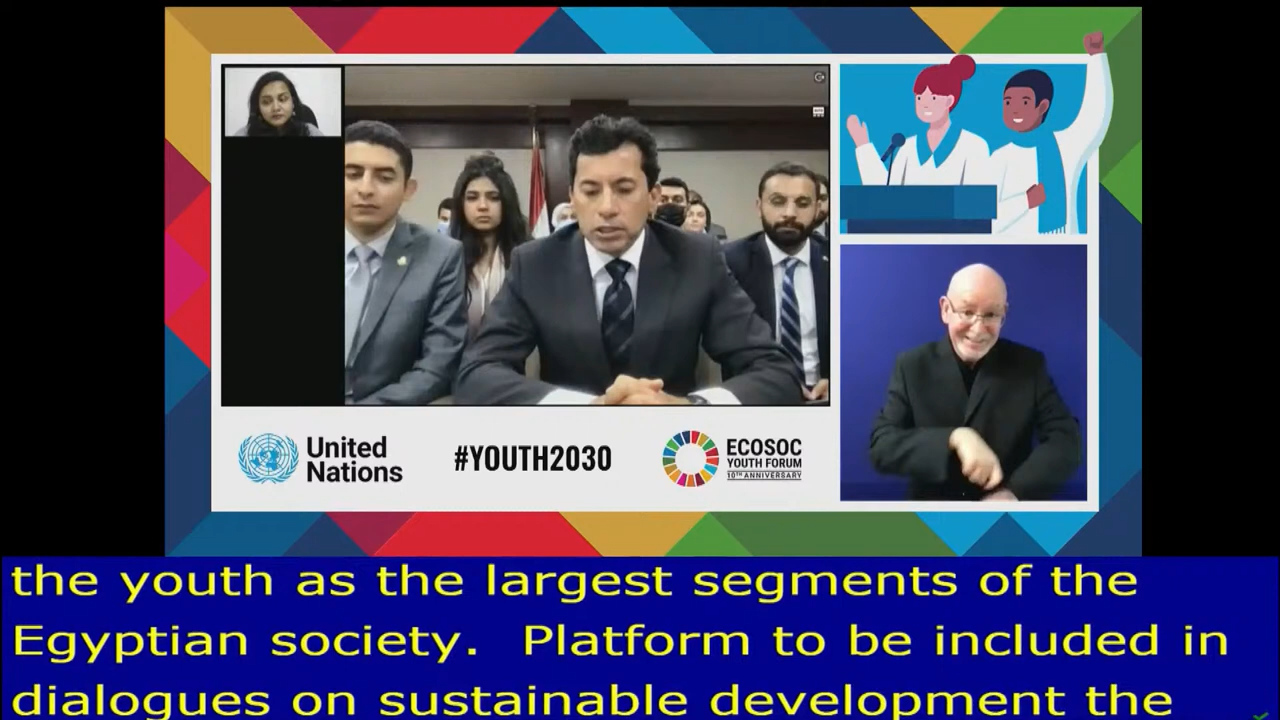 United
Nations
#YOUTH2030
ECOSOC
YOUTH FORUM
10TH ANNIVERSARY
the youth as the largest segments of the
Egyptian society. Platform to be included in
dialogues on sustainable development the